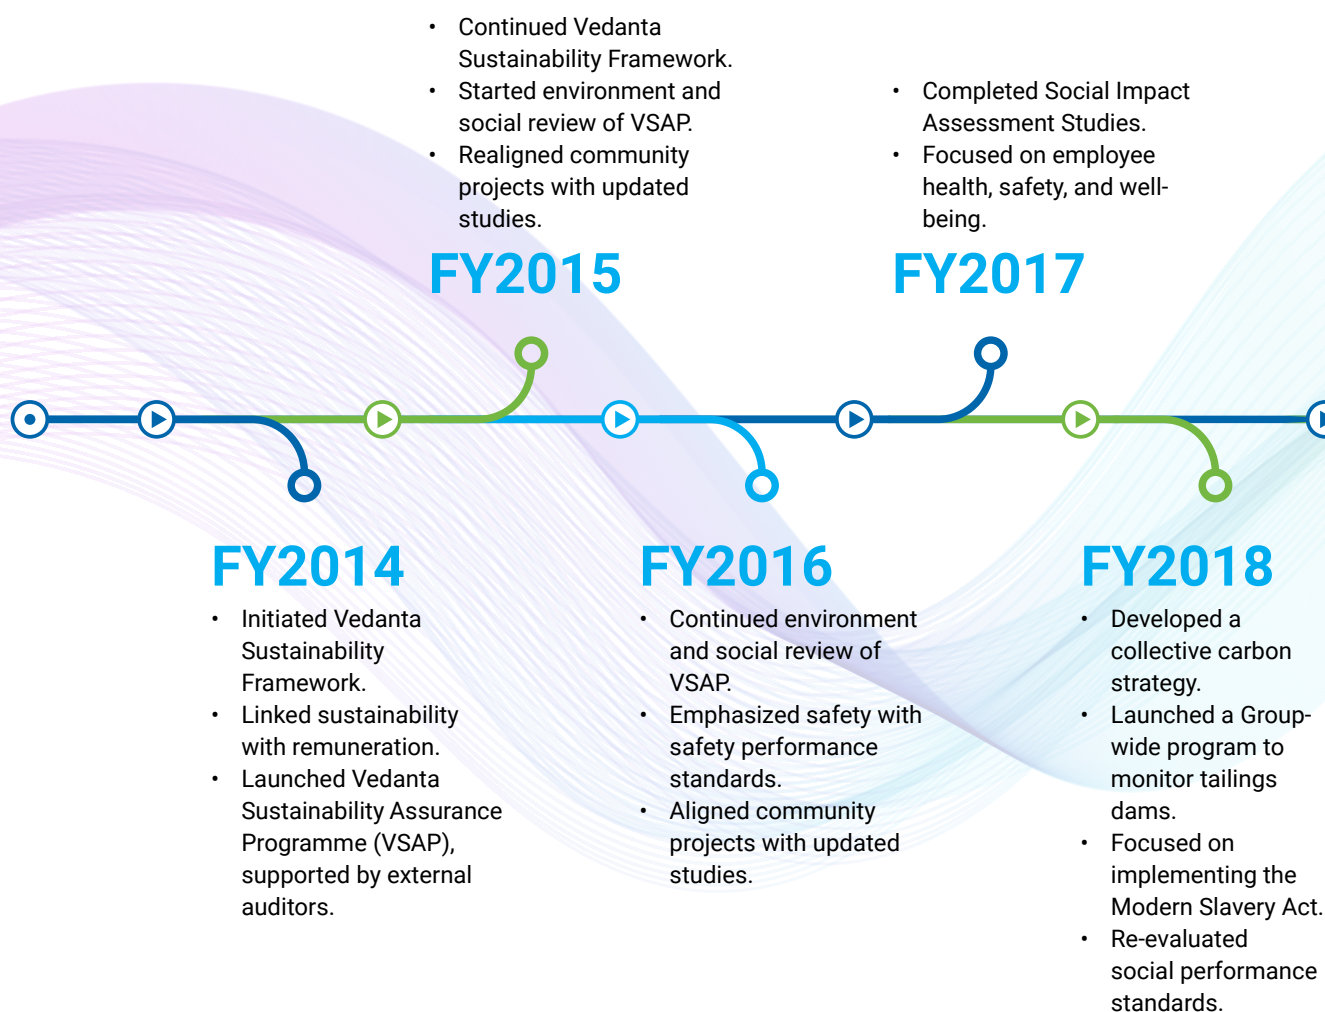 • Continued Vedanta
Sustainability Framework.
• Started environment and
social review of VSAP.
• Realigned community
projects with updated
studies.
FY2015
• Completed Social Impact
Assessment Studies.
• Focused on employee
health, safety, and well-
being.
FY2017
FY2014
• Initiated Vedanta
Sustainability
Framework.
• Linked sustainability
with remuneration.
• Launched Vedanta
Sustainability Assurance
Programme (VSAP),
supported by external
auditors.
FY2016
• Continued environment
and social review of
VSAP.
• Emphasized safety with
safety performance
standards.
• Aligned community
projects with updated
studies.
FY2018
• Developed a
collective carbon
strategy.
• Launched a Group-
wide program to
monitor tailings
dams.
• Focused on
implementing the
Modern Slavery Act.
• Re-evaluated
social performance
standards.